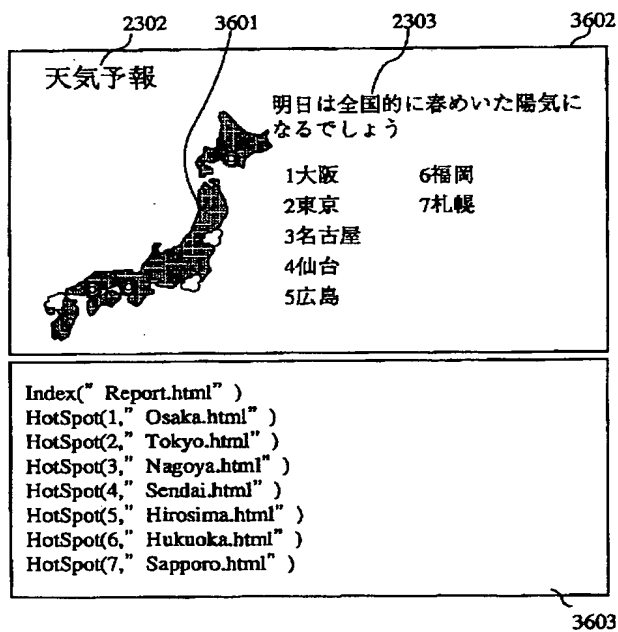 2302 3601 2303 3602
天気予報
明日は全国的に春めいた陽気に
なるでしょう
1大阪 6福岡
2東京 7札幌
3名古屋
4仙台
5広島
Index(” Report.html” )
HotSpot(1,” Osaka.html” )
HotSpot(2,” Tokyo.html” )
HotSpot(3,” Nagoya.html” )
HotSpot(4,” Sendai.html” )
HotSpot(5,” Hirosima.html” )
HotSpot(6,” Hukuoka.html” )
HotSpot(7,” Sapporo.html” )
3603